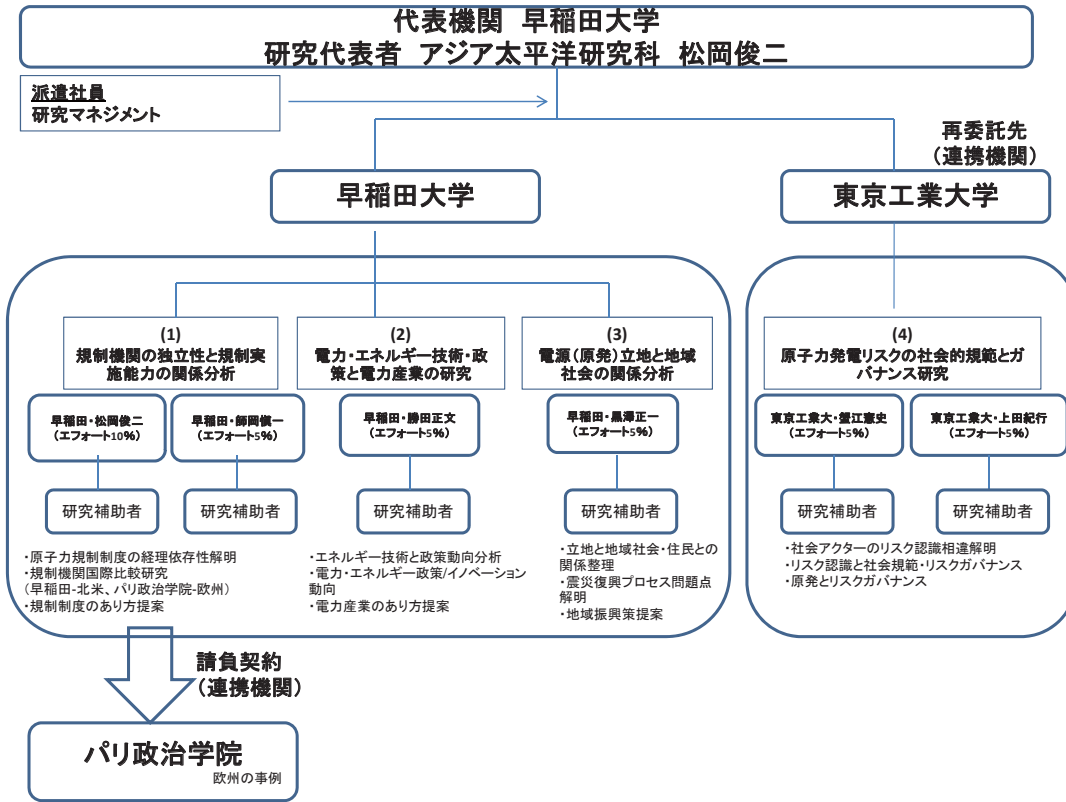 代表機関 早稲田大学
研究代表者 アジア太平洋研究科 松岡俊二
派遣社員
研究マネジメント
再委託先
（連携機関）
早稲田大学
東京工業大学
(1)
規制機関の独立性と規制実
施能力の関係分析
(2)
電力・エネルギー技術・政
策と電力産業の研究
(3)
電源（原発）立地と地域
社会の関係分析
(4)
原子力発電リスクの社会的規範とガ
バナンス研究
早稲田・松岡俊二
（エフォート10％）
早稲田・師岡愼一
（エフォート5％）
早稲田・勝田正文
（エフォート5％）
早稲田・黒澤正一
（エフォート5％）
東京工業大・蟹江憲史
（エフォート5％）
東京工業大・上田紀行
（エフォート5％）
研究補助者
研究補助者
研究補助者
研究補助者
研究補助者
研究補助者
・原子力規制制度の経理依存性解明
・規制機関国際比較研究
（早稲田-北米、パリ政治学院-欧州）
・規制制度のあり方提案
・エネルギー技術と政策動向分析
・電力・エネルギー政策/イノベーション
動向
・電力産業のあり方提案
・立地と地域社会・住民との
関係整理
・震災復興プロセス問題点
解明
・地域振興策提案
・社会アクターのリスク認識相違解明
・リスク認識と社会規範・リスクガバナンス
・原発とリスクガバナンス
請負契約
（連携機関）
パリ政治学院
欧州の事例